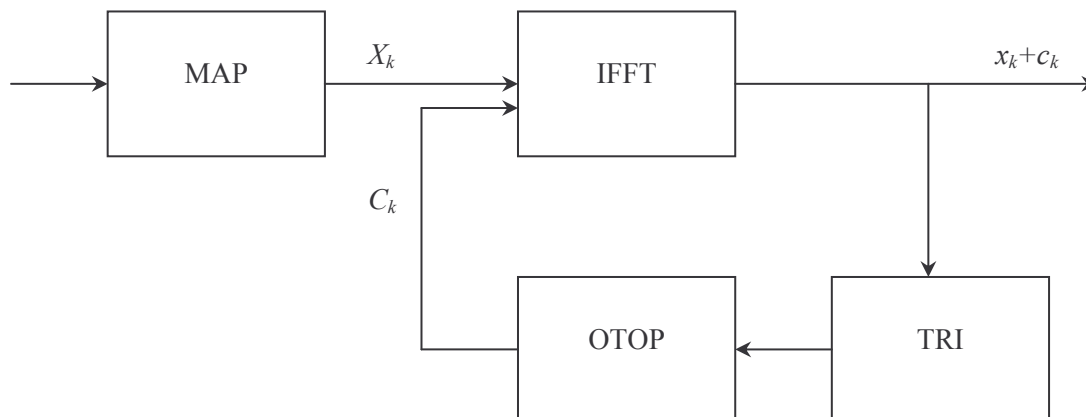 MAP
X_k
IFFT
x_k+c_k
C_k
OTOP
TRI